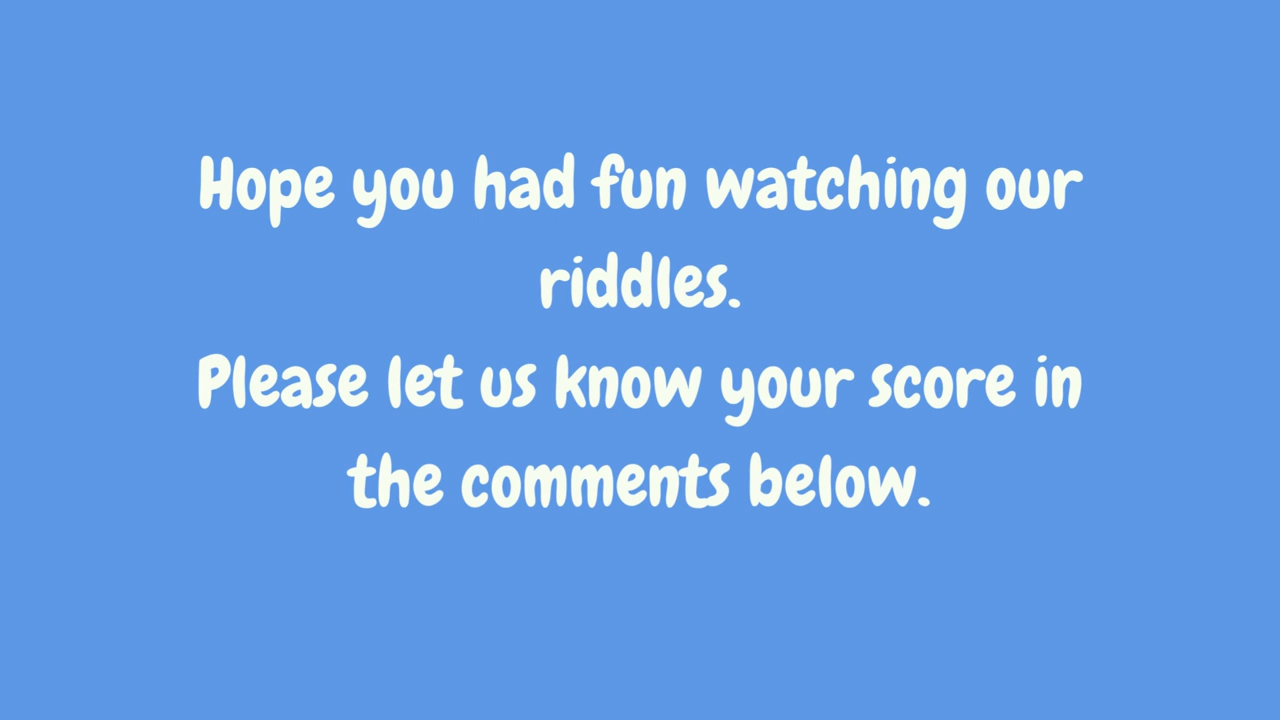 Hope you had fun watching our
riddles.
Please let us know your score in
the comments below.